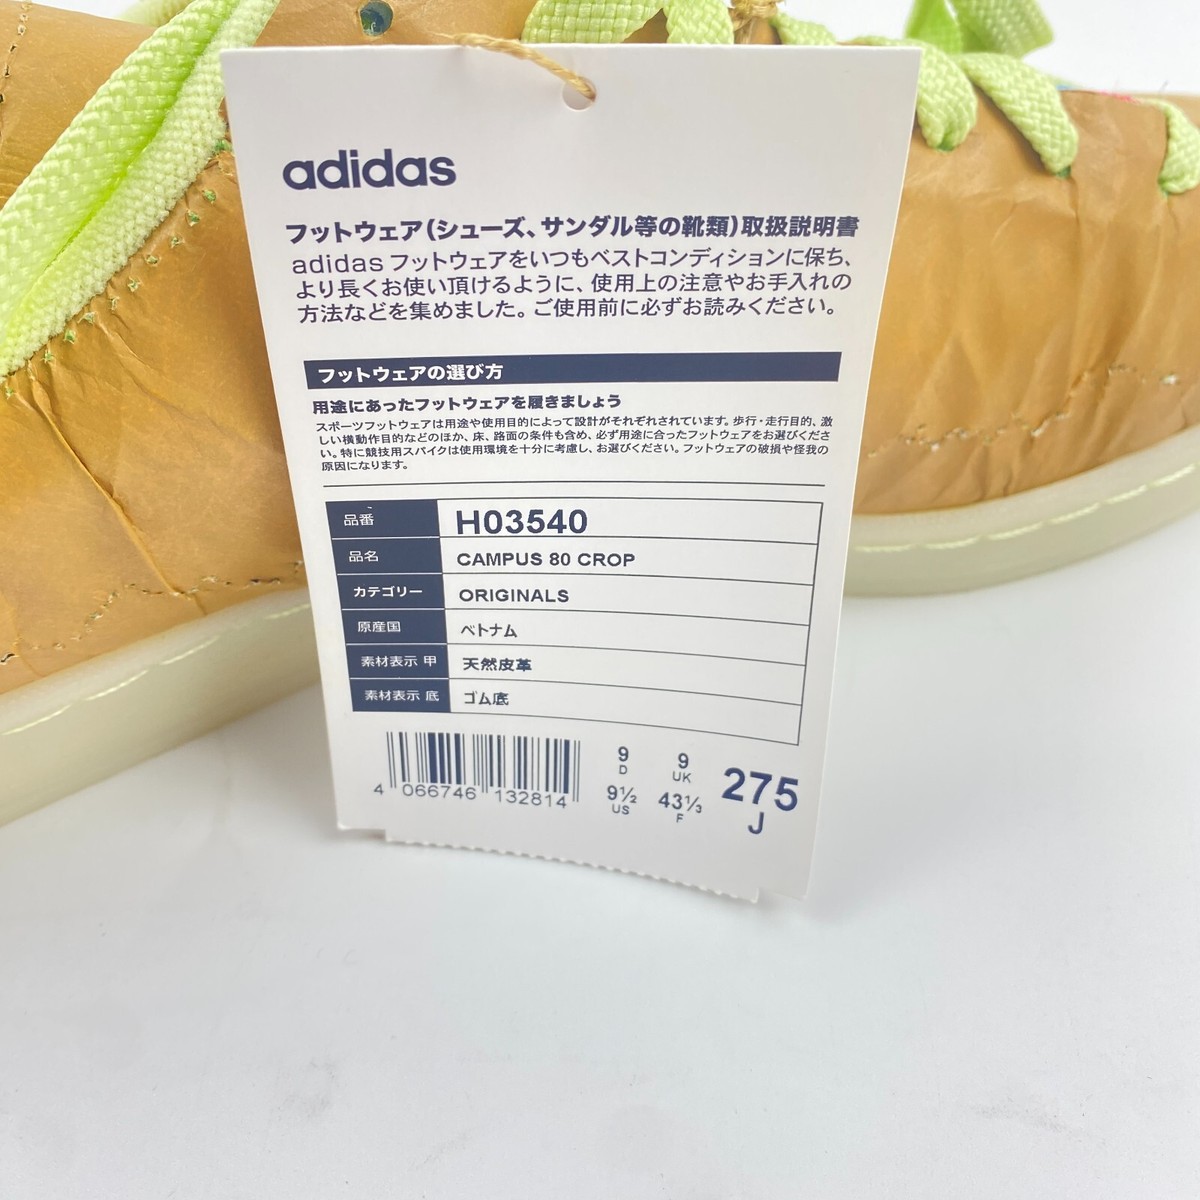 adidas
フットウェア(シューズ、サンダル等の靴類)取扱説明書
adidas フットウェアをいつもベストコンディションに保ち、
より長くお使い頂けるように、使用上の注意やお手入れの
方法などを集めました。ご使用前に必ずお読みください。
フットウェアの選び方
用途にあったフットウェアを履きましょう
スポーツフットウェアは用途や使用目的によって設計がそれぞれされています。歩行・走行目的、激
しい横動作目的などのほか、床、路面の条件も含め、必ず用途に合ったフットウェアをお選びくださ
い。特に競技用スパイクは使用環境を十分に考慮し、お選びください。フットウェアの破損や怪我の
原因になります。
品番 H03540
品名 CAMPUS 80 CROP
カテゴリー ORIGINALS
原産国 ベトナム
素材表示 甲 天然皮革
素材表示 底 ゴム底
4 066746 132814
9 9 275
D UK J
9½ 43⅓
US F